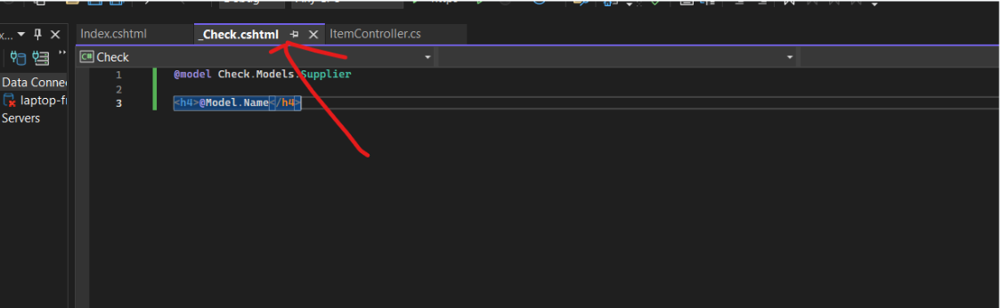 Index.cshtml
_Check.cshtml
ItemController.cs
C# Check
Data Conne
laptop-f
Servers
1 @model Check.Models.Supplier
2
3 <h4>@Model.Name</h4>